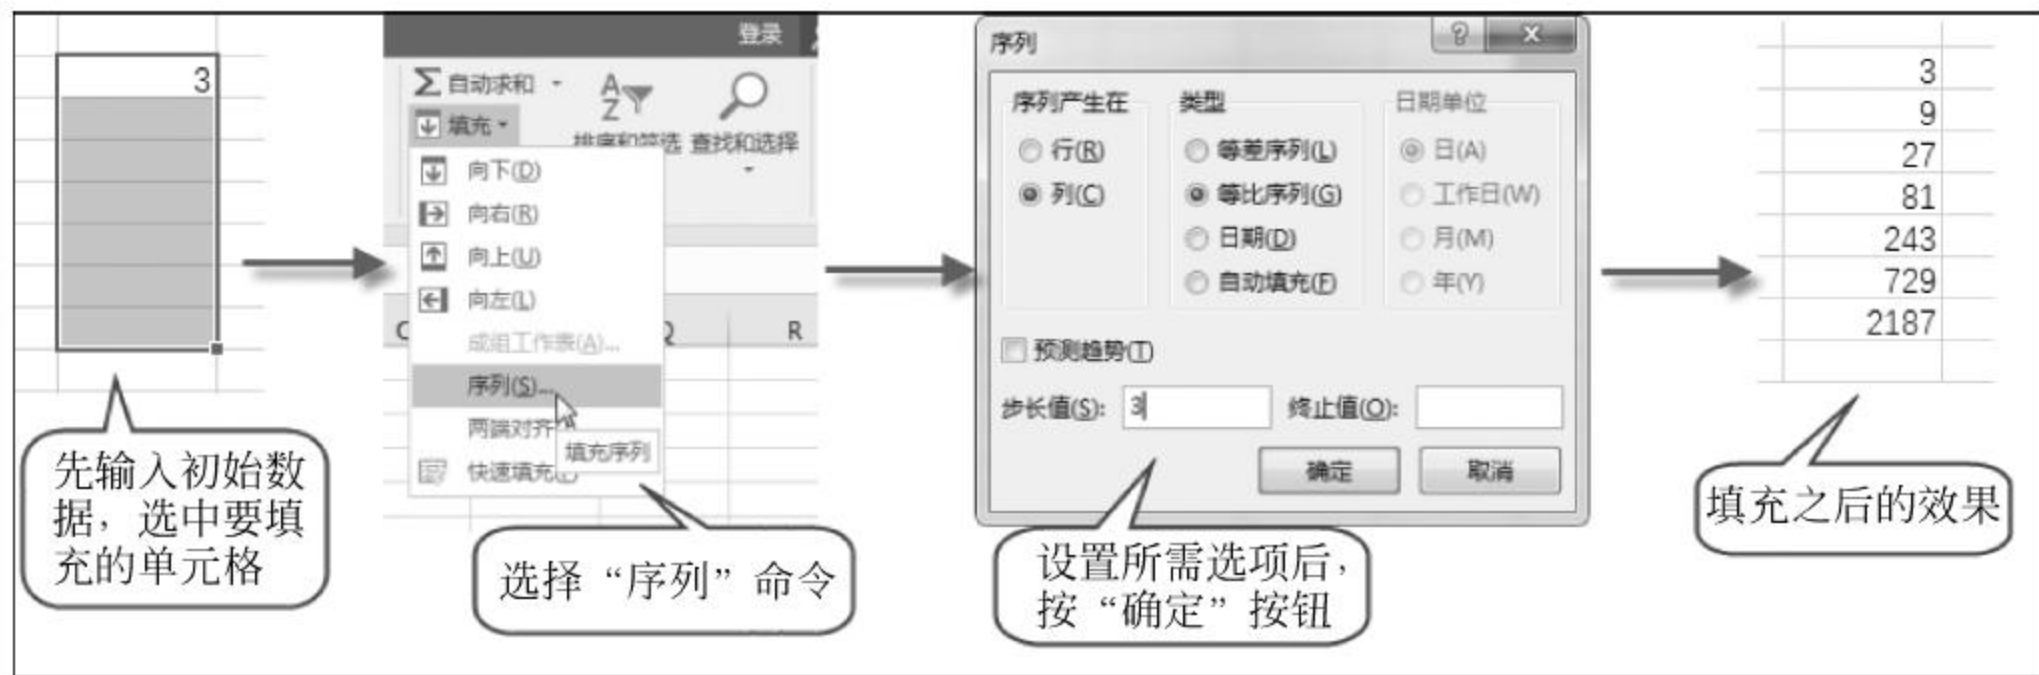 3
先输入初始数
据，选中要填
充的单元格
登录
自动求和
填充
排序和筛选 查找和选择
向下(D)
向右(R)
向上(U)
向左(L)
成组工作表(A)...
R
序列(S)...
两端对齐
填充序列
快速填充
选择“序列”命令
序列
序列产生在
行(R)
列(C)
类型
等差序列(L)
等比序列(G)
日期(D)
自动填充(F)
日期单位
日(A)
工作日(W)
月(M)
年(Y)
预测趋势(T)
步长值(S): 3
终止值(O):
确定
取消
设置所需选项后，
按“确定”按钮
3
9
27
81
243
729
2187
填充之后的效果